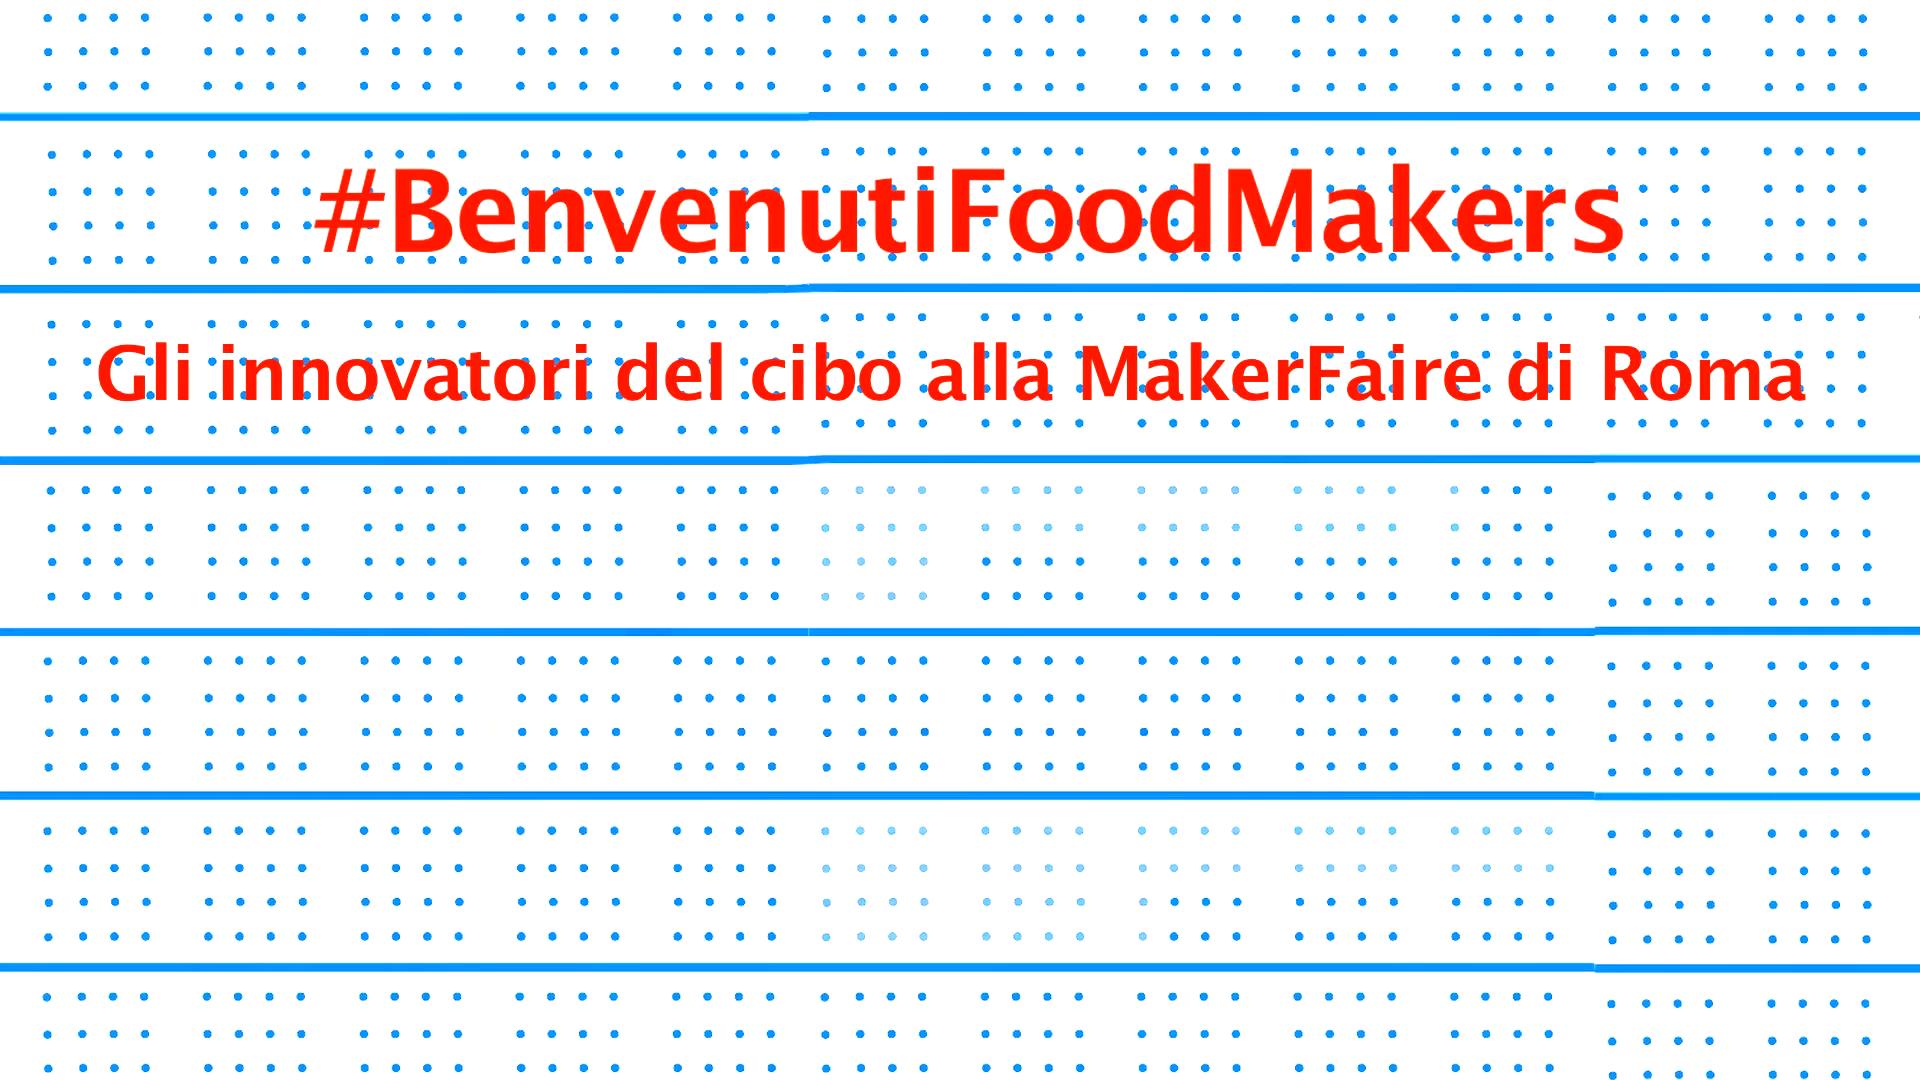 #BenvenutiFoodMakers
Gli innovatori del cibo alla MakerFaire di Roma